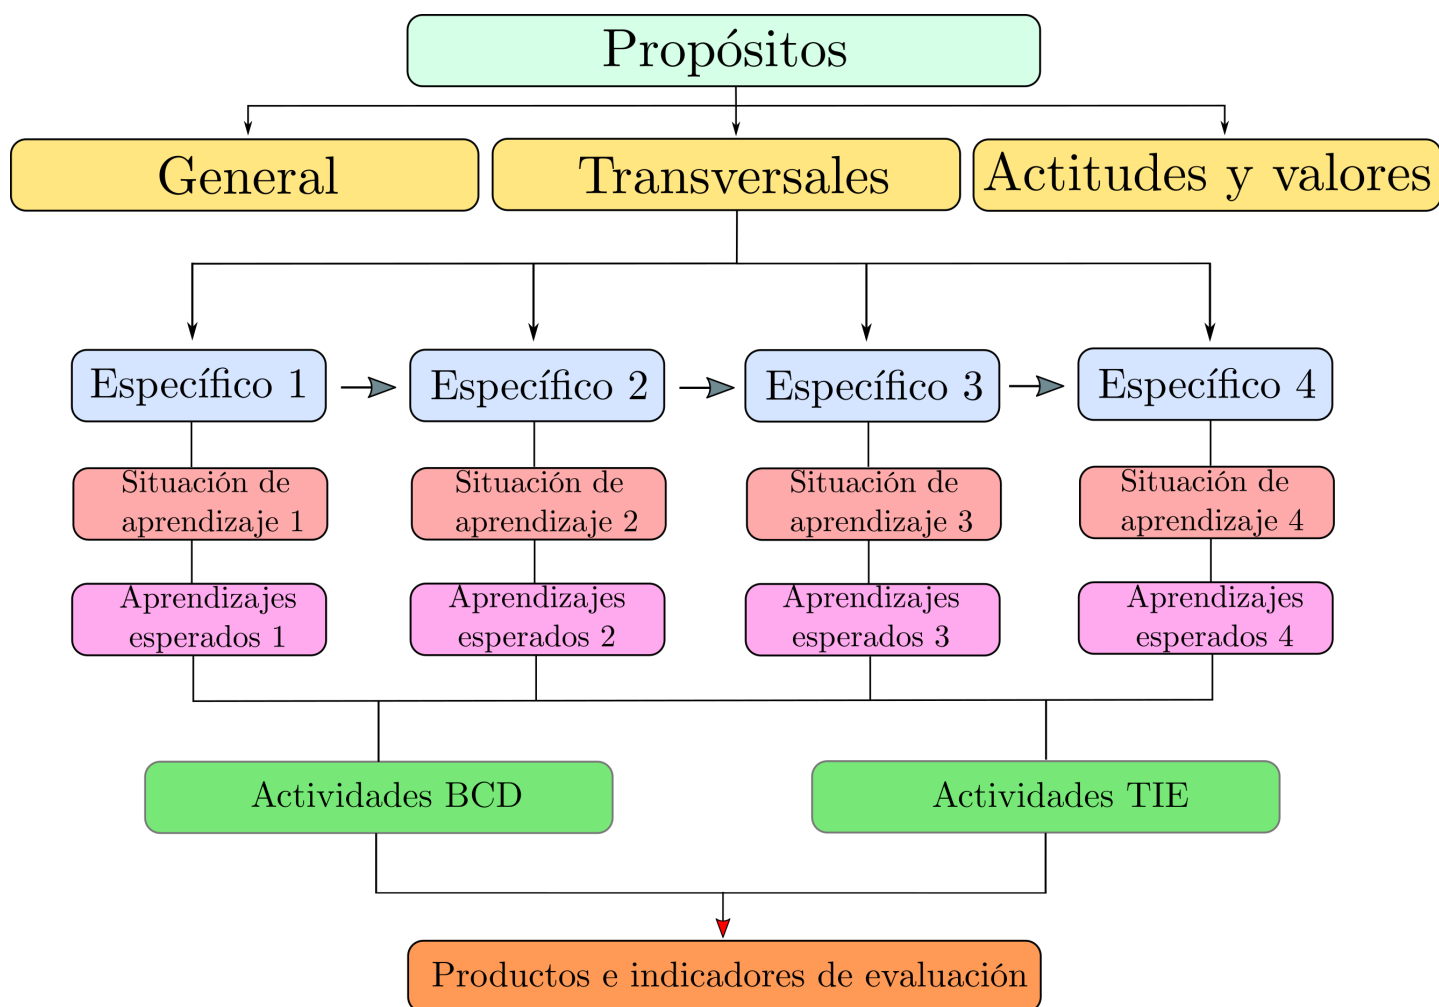 Propósitos
General
Transversales
Actitudes y valores
Específico 1
Específico 2
Específico 3
Específico 4
Situación de
aprendizaje 1
Situación de
aprendizaje 2
Situación de
aprendizaje 3
Situación de
aprendizaje 4
Aprendizajes
esperados 1
Aprendizajes
esperados 2
Aprendizajes
esperados 3
Aprendizajes
esperados 4
Actividades BCD
Actividades TIE
Productos e indicadores de evaluación